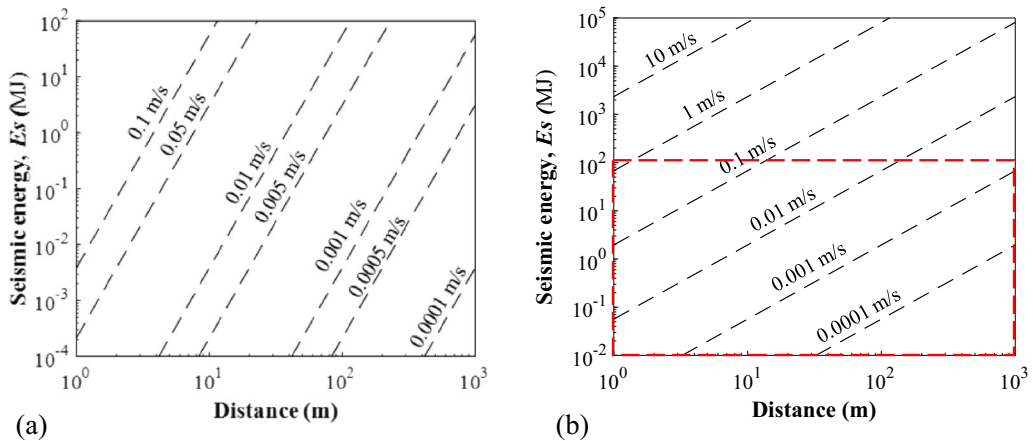 10^2
10^0
10^-1
10^-2
10^-3
10^-4
Seismic energy, Es (MJ)
0.1 m/s
0.05 m/s
0.01 m/s
0.005 m/s
0.001 m/s
0.0005 m/s
0.0001 m/s
10^0
10^1
10^2
10^3
Distance (m)
(a)
10^5
10^4
10^3
10^2
10^1
10^0
10^-1
10^-2
Seismic energy, Es (MJ)
10 m/s
1 m/s
0.1 m/s
0.01 m/s
0.001 m/s
0.0001 m/s
10^0
10^1
10^2
10^3
Distance (m)
(b)